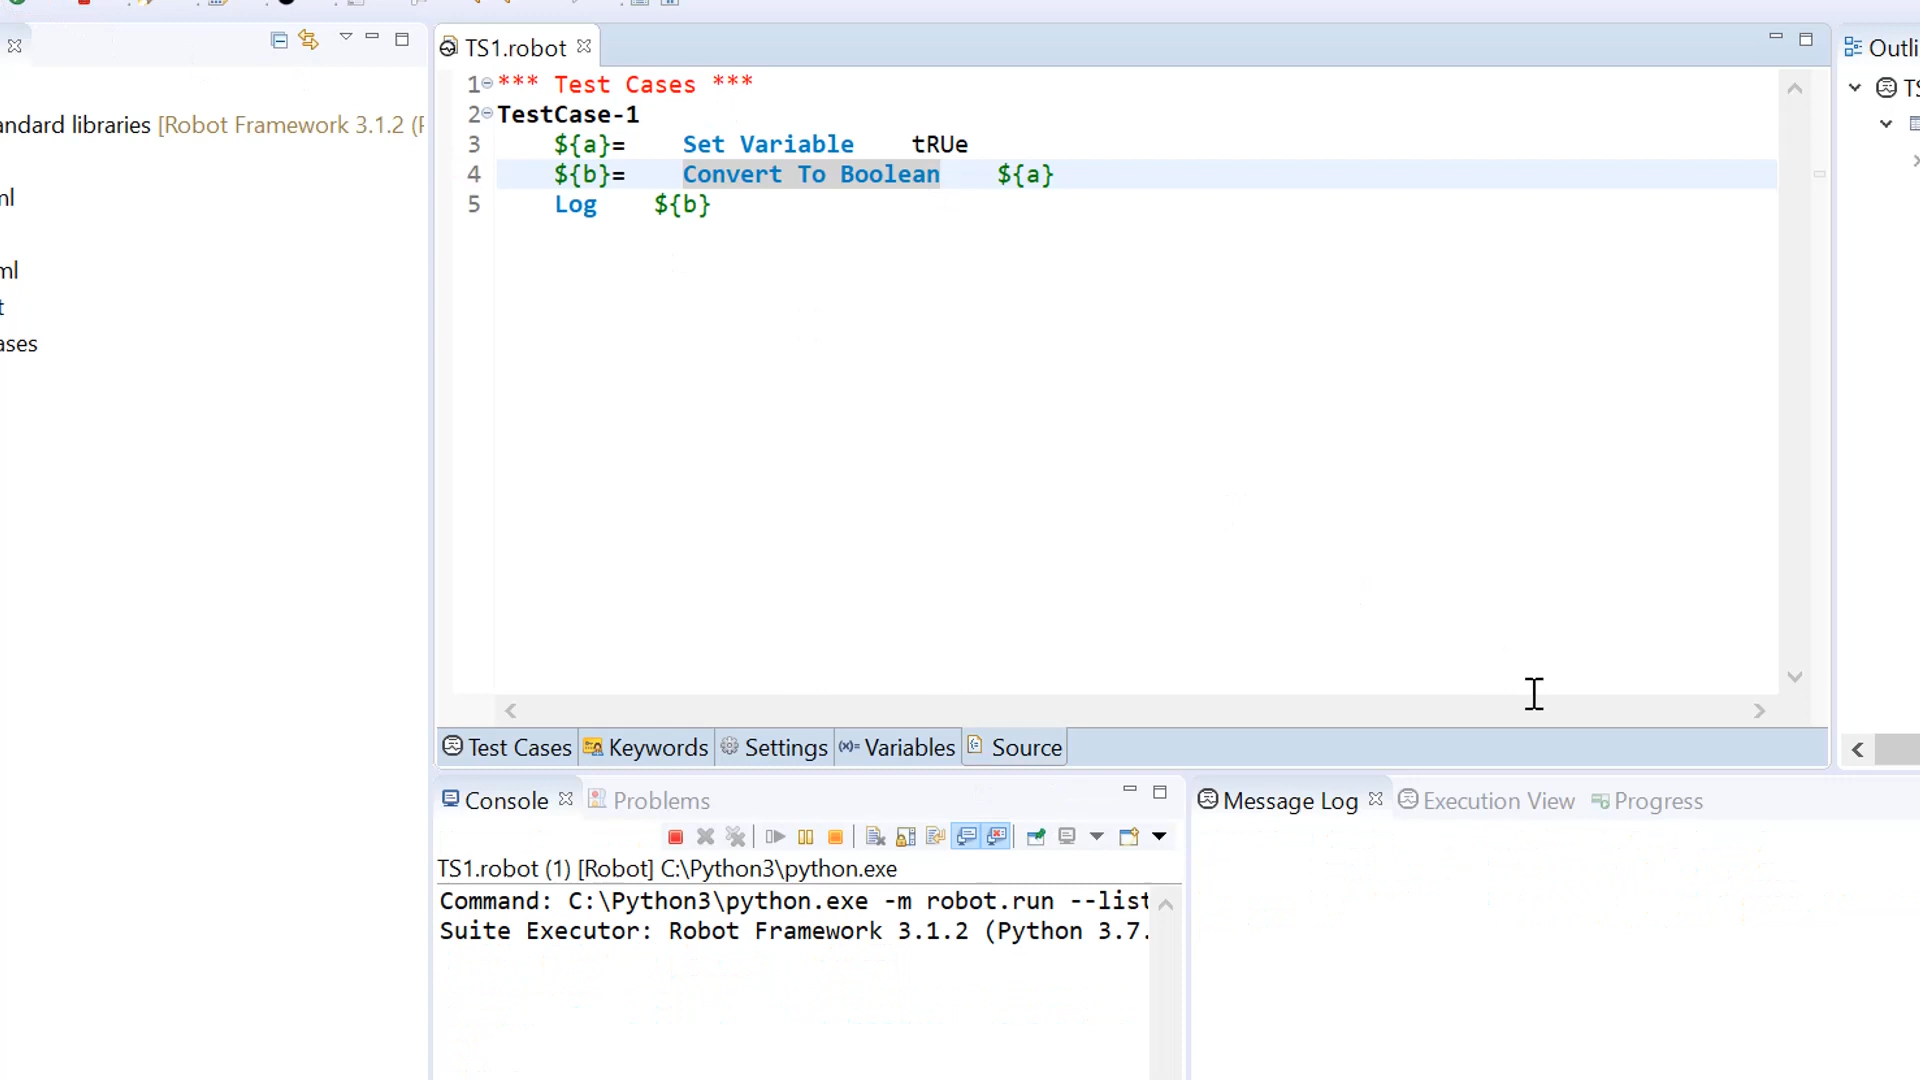 TS1.robot
Outli
andard libraries [Robot Framework 3.1.2 (
ml
ml
t
ases
1 *** Test Cases ***
2 TestCase-1
3 ${a}= Set Variable tRUe
4 ${b}= Convert To Boolean ${a}
5 Log ${b}
TS
Test Cases Keywords Settings (x)= Variables Source
Console Problems
TS1.robot (1) [Robot] C:\Python3\python.exe
Command: C:\Python3\python.exe -m robot.run --list
Suite Executor: Robot Framework 3.1.2 (Python 3.7.
Message Log Execution View Progress